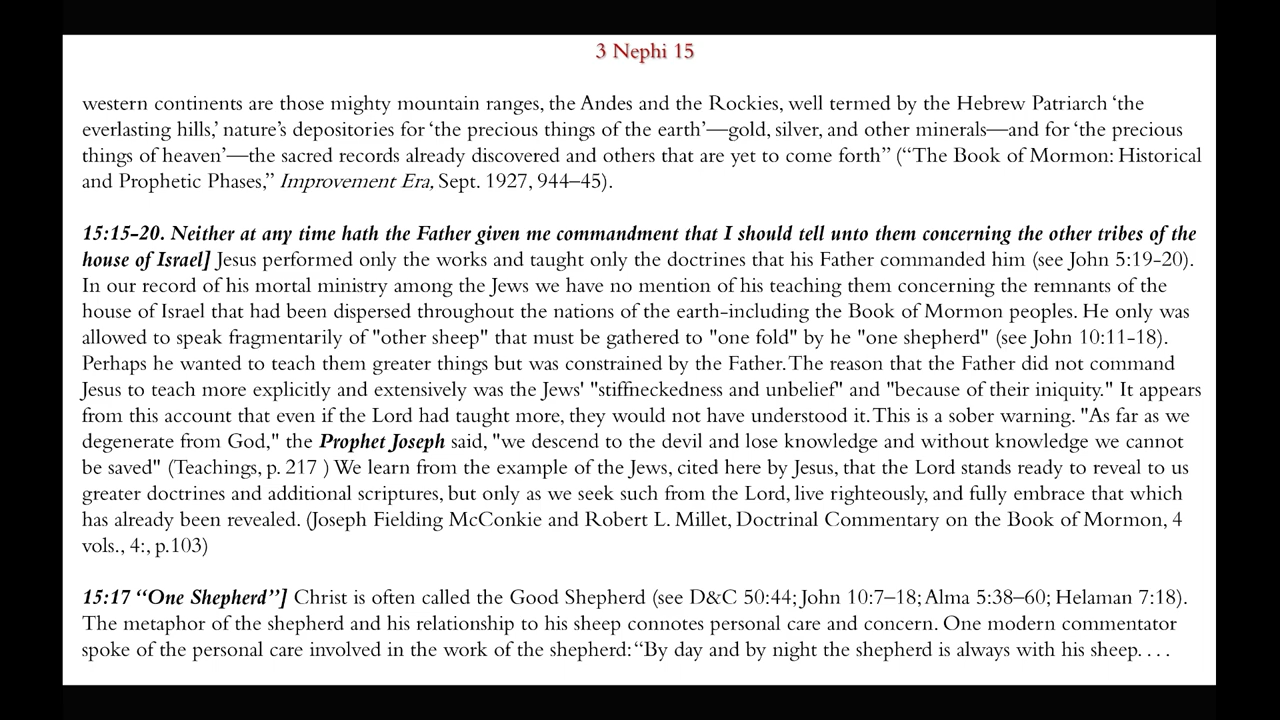 3 Nephi 15
western continents are those mighty mountain ranges, the Andes and the Rockies, well termed by the Hebrew Patriarch ‘the
everlasting hills,’ nature’s depositories for ‘the precious things of the earth’—gold, silver, and other minerals—and for ‘the precious
things of heaven’—the sacred records already discovered and others that are yet to come forth” (“The Book of Mormon: Historical
and Prophetic Phases,” Improvement Era, Sept. 1927, 944–45).
15:15-20. Neither at any time hath the Father given me commandment that I should tell unto them concerning the other tribes of the
house of Israel] Jesus performed only the works and taught only the doctrines that his Father commanded him (see John 5:19-20).
In our record of his mortal ministry among the Jews we have no mention of his teaching them concerning the remnants of the
house of Israel that had been dispersed throughout the nations of the earth-including the Book of Mormon peoples. He only was
allowed to speak fragmentarily of "other sheep" that must be gathered to "one fold" by he "one shepherd" (see John 10:11-18).
Perhaps he wanted to teach them greater things but was constrained by the Father. The reason that the Father did not command
Jesus to teach more explicitly and extensively was the Jews' "stiffneckedness and unbelief" and "because of their iniquty." It appears
from this account that even if the Lord had taught more, they would not have understood it. This is a sober warning. "As far as we
degenerate from God," the Prophet Joseph said, "we descend to the devil and lose knowledge and without knowledge we cannot
be saved" (Teachings, p. 217 ) We learn from the example of the Jews, cited here by Jesus, that the Lord stands ready to reveal to us
greater doctrines and additional scriptures, but only as we seek such from the Lord, live righteously, and fully embrace that which
has already been revealed. (Joseph Fielding McConkie and Robert L. Millet, Doctrinal Commentary on the Book of Mormon, 4
vols., 4:, p.103)
15:17 “One Shepherd”] Christ is often called the Good Shepherd (see D&C 50:44; John 10:7–18; Alma 5:38–60; Helaman 7:18).
The metaphor of the shepherd and his relationship to his sheep connotes personal care and concern. One modern commentator
spoke of the personal care involved in the work of the shepherd: “By day and by night the shepherd is always with his sheep. . . .